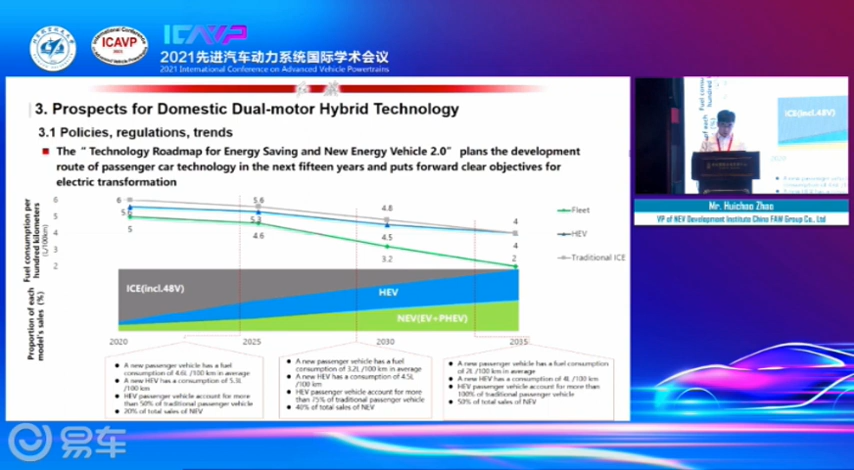 ICAVP
International Conference
ICAVP
2021
2021先进汽车动力系统国际学术会议
2021 International Conference on Advanced Vehicle Powertrains
3. Prospects for Domestic Dual-motor Hybrid Technology
3.1 Policies, regulations, trends
The “ Technology Roadmap for Energy Saving and New Energy Vehicle 2.0” plans the development
route of passenger car technology in the next fifteen years and puts forward clear objectives for
electric transformation
Fuel consumption per
hundred kilometers
(L/100km)
6
5
4
2
6
5.6
5
5.6
5.3
4.6
4.8
4.5
3.2
4
4
2
Fleet
HEV
Traditional ICE
Proportion of each
model's sales (%)
ICE(incl.48V)
HEV
NEV(EV+PHEV)
2020
2025
2030
2035
A new passenger vehicle has a fuel
consumption of 4.6L /100 km in average
A new HEV has a consumption of 5.3L
/100 km
HEV passenger vehicle account for more
than 50% of traditional passenger vehicle
20% of total sales of NEV
A new passenger vehicle has a fuel
consumption of 3.2L /100 km in average
A new HEV has a consumption of 4.5L
/100 km
HEV passenger vehicle account for more
than 75% of traditional passenger vehicle
40% of total sales of NEV
A new passenger vehicle has a fuel consumption
of 2L /100 km in average
A new HEV has a consumption of 4L /100 km
HEV passenger vehicle account for more than
100% of traditional passenger vehicle
50% of total sales of NEV
ICE(incl.48V)
Mr. Huichao Zhao
VP of NEV Development Institute China FAW Group Co., Ltd
易车